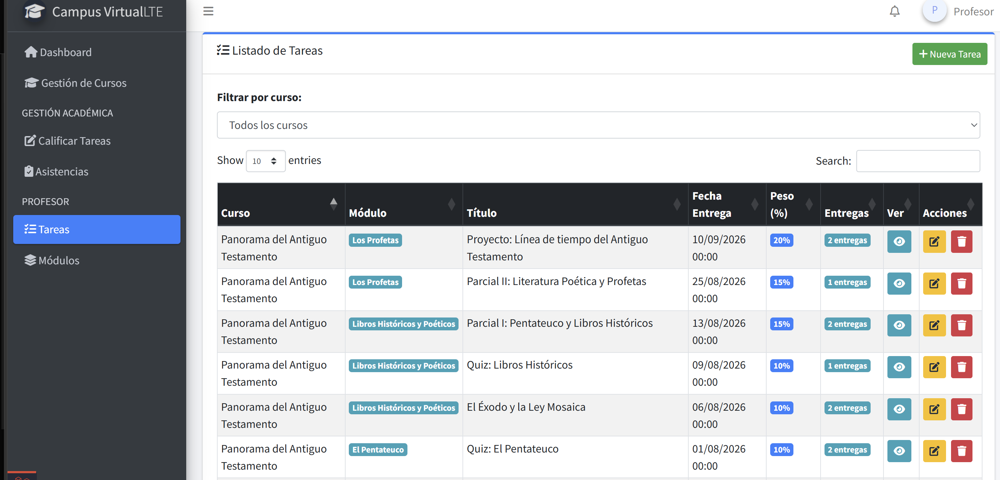 Campus VirtualLTE
P
Profesor
Dashboard
Gestión de Cursos
GESTIÓN ACADÉMICA
Calificar Tareas
Asistencias
PROFESOR
Tareas
Módulos
Listado de Tareas
Nueva Tarea
Filtrar por curso:
Todos los cursos
Show 10 entries
Search:
Curso Módulo Título Fecha Entrega Peso (%) Entregas Ver Acciones
Panorama del Antiguo Testamento Los Profetas Proyecto: Línea de tiempo del Antiguo Testamento 10/09/2026 00:00 20% 2 entregas
Panorama del Antiguo Testamento Los Profetas Parcial II: Literatura Poética y Profetas 25/08/2026 00:00 15% 1 entregas
Panorama del Antiguo Testamento Libros Históricos y Poéticos Parcial I: Pentateuco y Libros Históricos 13/08/2026 00:00 15% 2 entregas
Panorama del Antiguo Testamento Libros Históricos y Poéticos Quiz: Libros Históricos 09/08/2026 00:00 10% 1 entregas
Panorama del Antiguo Testamento Libros Históricos y Poéticos El Éxodo y la Ley Mosaica 06/08/2026 00:00 10% 2 entregas
Panorama del Antiguo Testamento El Pentateuco Quiz: El Pentateuco 01/08/2026 00:00 10% 2 entregas